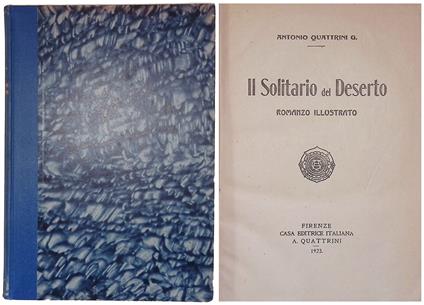 ANTONIO QUATTRINI G.
Il Solitario del Deserto
ROMANZO ILLUSTRATO
FIRENZE
CASA EDITRICE ITALIANA
A. QUATTRINI
1923